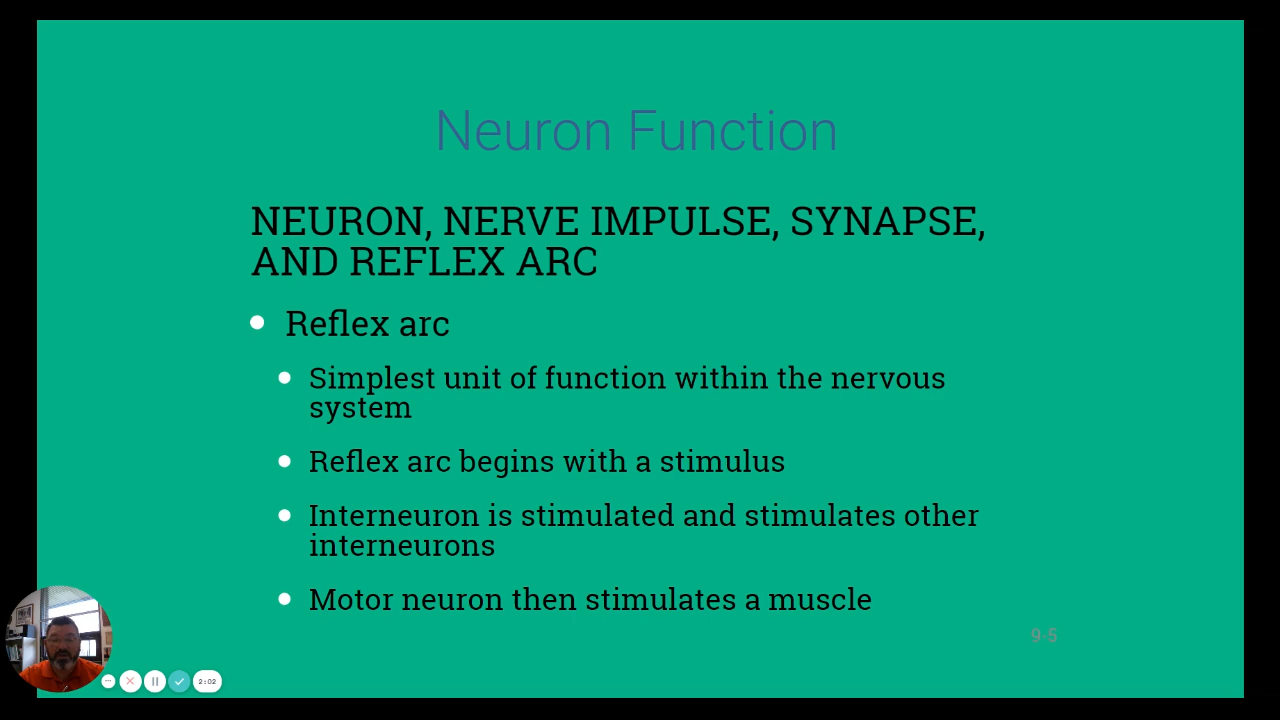 Neuron Function
NEURON, NERVE IMPULSE, SYNAPSE,
AND REFLEX ARC
Reflex arc
Simplest unit of function within the nervous
system
Reflex arc begins with a stimulus
Interneuron is stimulated and stimulates other
interneurons
Motor neuron then stimulates a muscle
9-5
2:02